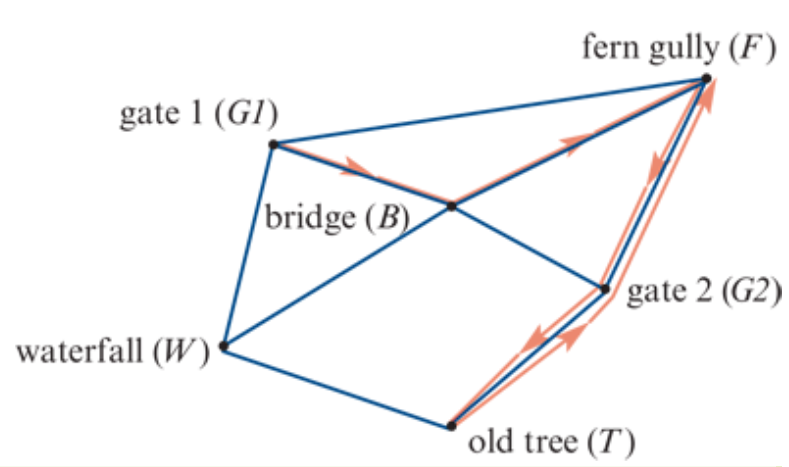 fern gully (F)
gate 1 (G1)
bridge (B)
gate 2 (G2)
waterfall (W)
old tree (T)